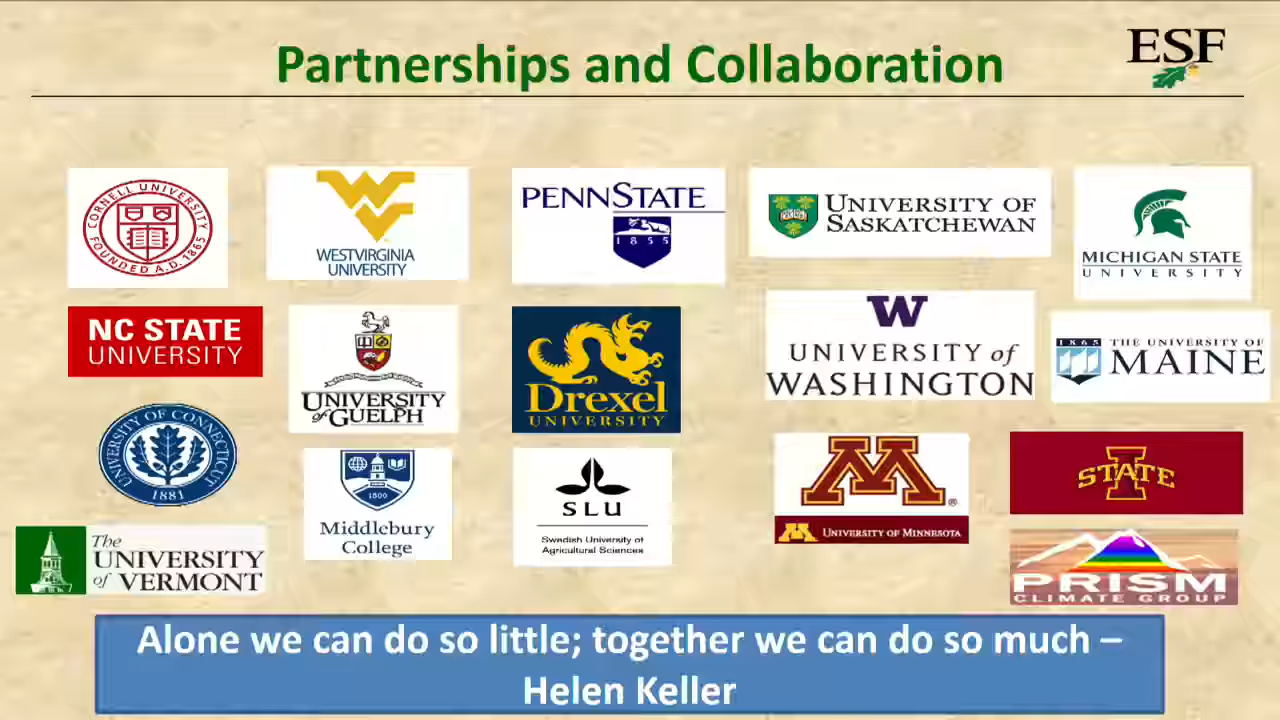 Partnerships and Collaboration
ESF
CORNELL UNIVERSITY
FOUNDED A.D. 1865
WESTVIRGINIA
UNIVERSITY
PENNSTATE
1855
UNIVERSITY OF
SASKATCHEWAN
MICHIGAN STATE
UNIVERSITY
NC STATE
UNIVERSITY
UNIVERSITY
of GUELPH
Drexel
UNIVERSITY
W
UNIVERSITY of
WASHINGTON
1865 THE UNIVERSITY OF
MAINE
UNIVERSITY OF CONNECTICUT
1881
1800
Middlebury
College
SLU
Swedish University of
Agricultural Sciences
M
®
M UNIVERSITY OF MINNESOTA
I
STATE
The
UNIVERSITY
of VERMONT
PRISM
CLIMATE GROUP
Alone we can do so little; together we can do so much –
Helen Keller